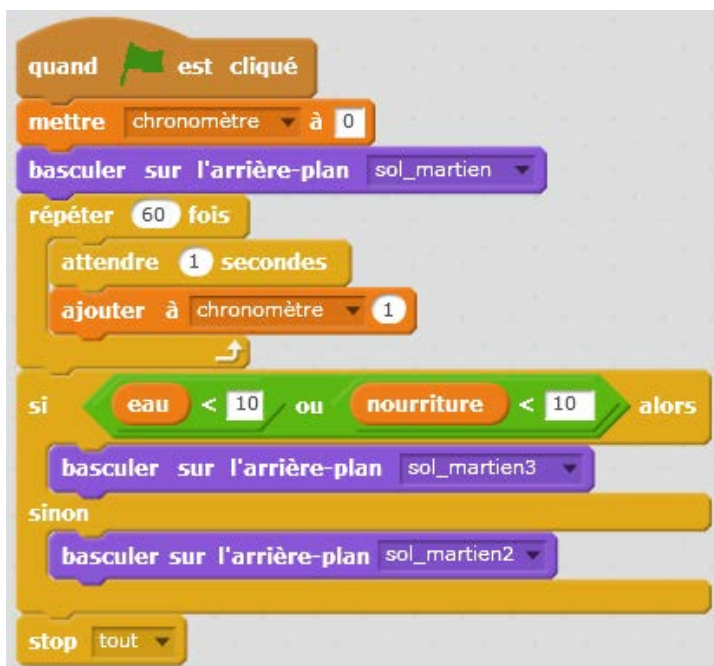 quand est cliqué
mettre chronomètre à 0
basculer sur l'arrière-plan sol_martien
répéter 60 fois
attendre 1 secondes
ajouter à chronomètre 1
si eau < 10 ou nourriture < 10 alors
basculer sur l'arrière-plan sol_martien3
sinon
basculer sur l'arrière-plan sol_martien2
stop tout